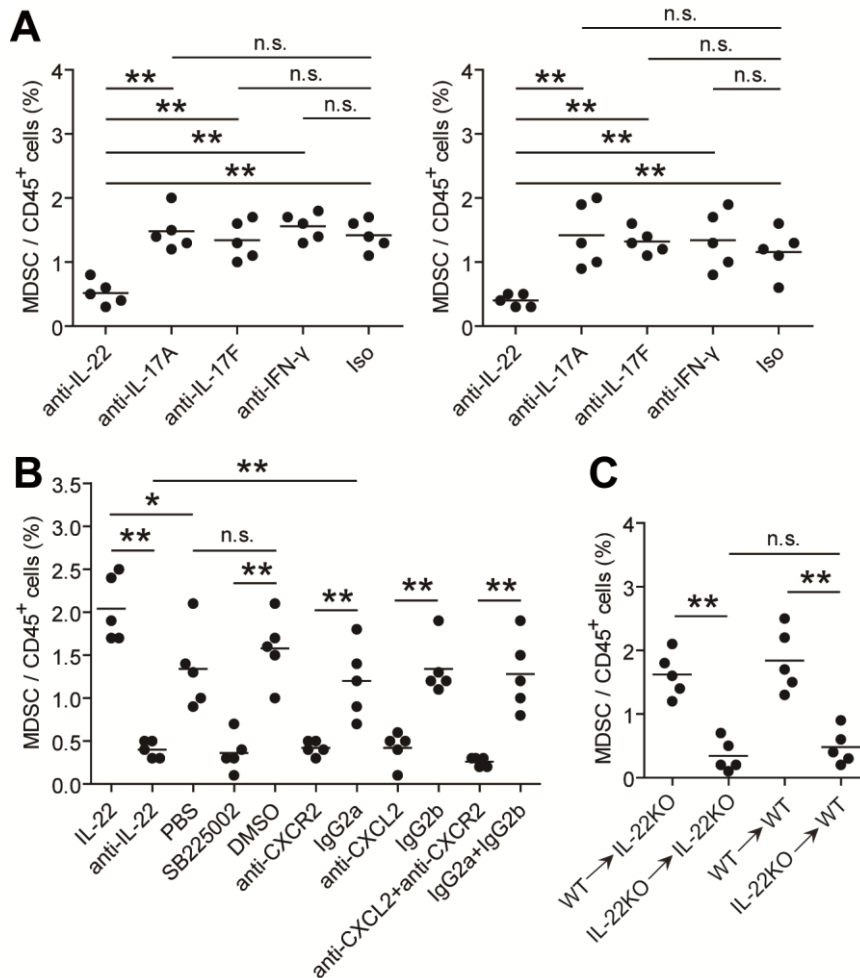 A
n.s.
n.s.
n.s.
**
**
**
**
MDSC / CD45⁺ cells (%)
4
3
2
1
0
anti-IL-22
anti-IL-17A
anti-IL-17F
anti-IFN-γ
Iso
n.s.
n.s.
n.s.
**
**
**
**
MDSC / CD45⁺ cells (%)
4
3
2
1
0
anti-IL-22
anti-IL-17A
anti-IL-17F
anti-IFN-γ
Iso
B
**
*
n.s.
**
**
**
**
**
MDSC / CD45⁺ cells (%)
3.5
3.0
2.5
2.0
1.5
1.0
0.5
0.0
IL-22
anti-IL-22
PBS
SB225002
DMSO
anti-CXCR2
IgG2a
anti-CXCL2
IgG2b
anti-CXCL2+anti-CXCR2
IgG2a+IgG2b
C
n.s.
**
**
MDSC / CD45⁺ cells (%)
4
3
2
1
0
WT → IL-22KO
IL-22KO → IL-22KO
WT → WT
IL-22KO → WT